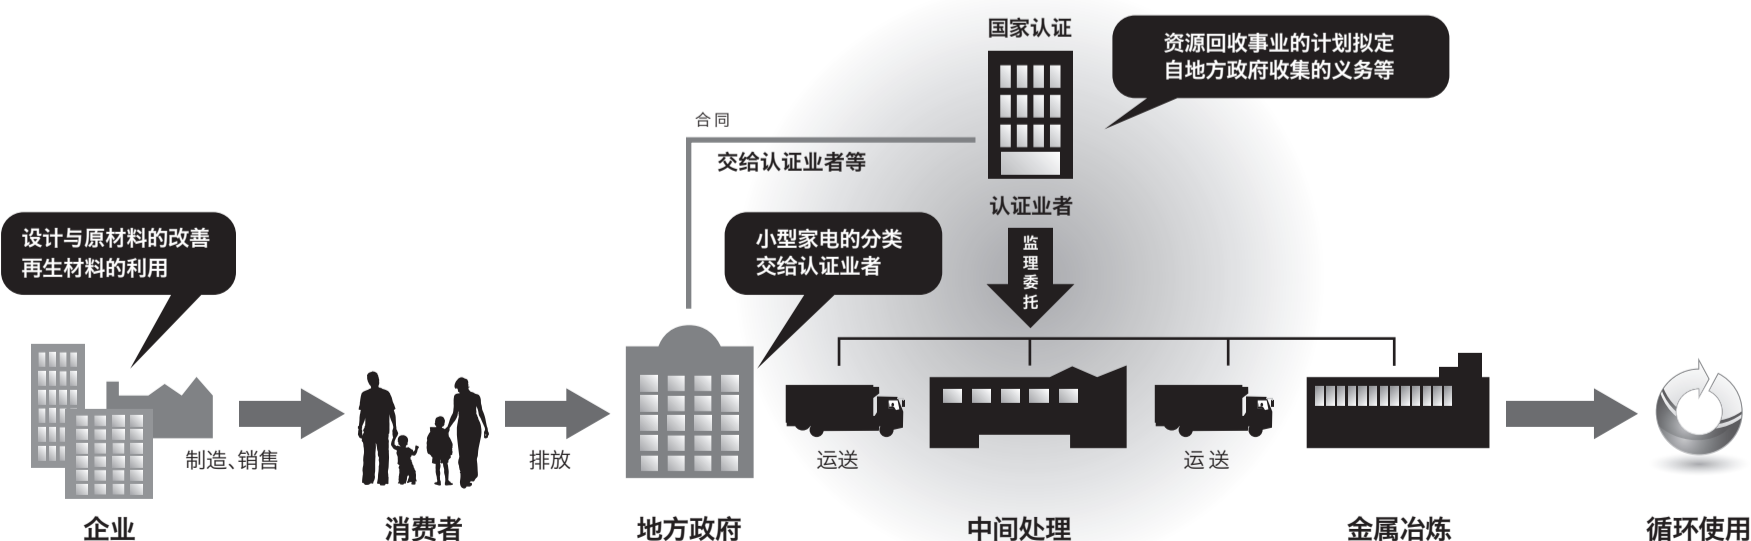 国家认证
资源回收事业的计划拟定
自地方政府收集的义务等
合同
交给认证业者等
认证业者
设计与原材料的改善
再生材料的利用
小型家电的分类
交给认证业者
监理委托
制造、销售
排放
运送
运送
企业
消费者
地方政府
中间处理
金属冶炼
循环使用